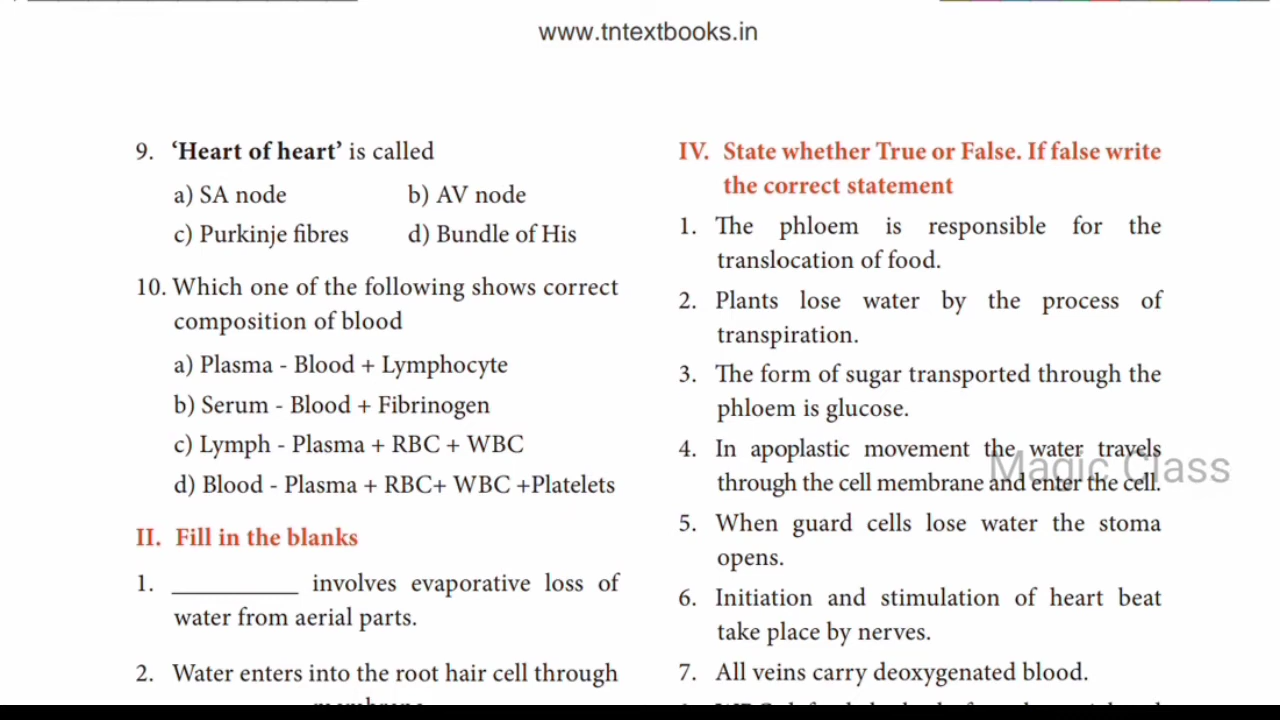 www.tntextbooks.in
9. ‘Heart of heart’ is called
a) SA node b) AV node
c) Purkinje fibres d) Bundle of His
10. Which one of the following shows correct
composition of blood
a) Plasma - Blood + Lymphocyte
b) Serum - Blood + Fibrinogen
c) Lymph - Plasma + RBC + WBC
d) Blood - Plasma + RBC+ WBC +Platelets
II. Fill in the blanks
1. __________ involves evaporative loss of
water from aerial parts.
2. Water enters into the root hair cell through
membrane
IV. State whether True or False. If false write
the correct statement
1. The phloem is responsible for the
translocation of food.
2. Plants lose water by the process of
transpiration.
3. The form of sugar transported through the
phloem is glucose.
4. In apoplastic movement the water travels
through the cell membrane and enter the cell.
5. When guard cells lose water the stoma
opens.
6. Initiation and stimulation of heart beat
take place by nerves.
7. All veins carry deoxygenated blood.
Magic Class